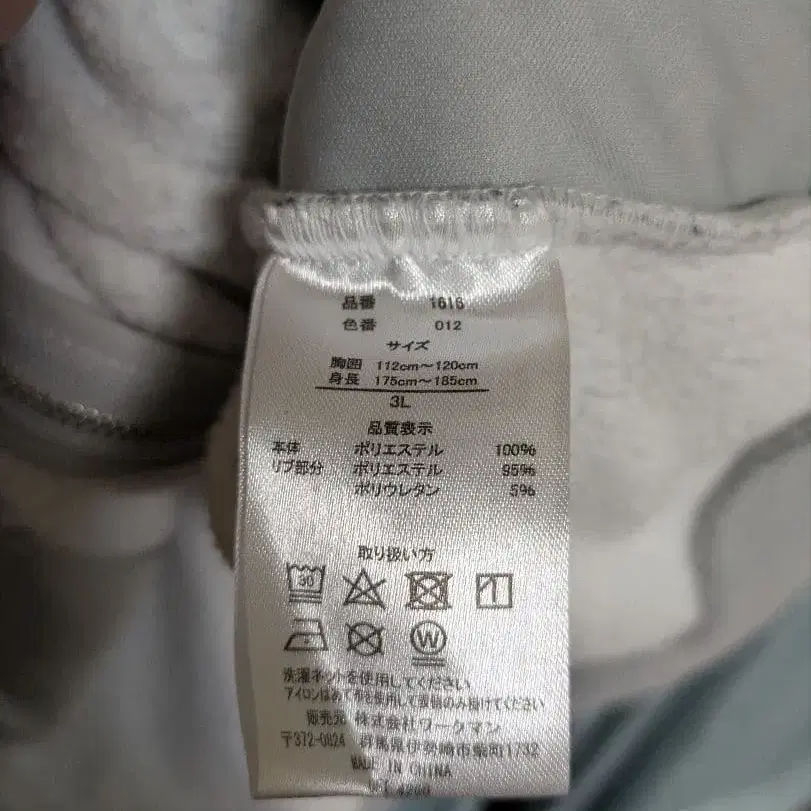 品番 1616
色番 012
サイズ
胸囲 112cm～120cm
身長 175cm～185cm
3L
品質表示
本体 ポリエステル 100%
リブ部分 ポリエステル 95%
ポリウレタン 5%
取り扱い方
30
W
洗濯ネットを使用してください
アイロンはあて布を使用して裏側のみ掛けてください
販売元 株式会社ワークマン
〒372-0824 群馬県伊勢崎市柴町1732
MADE IN CHINA